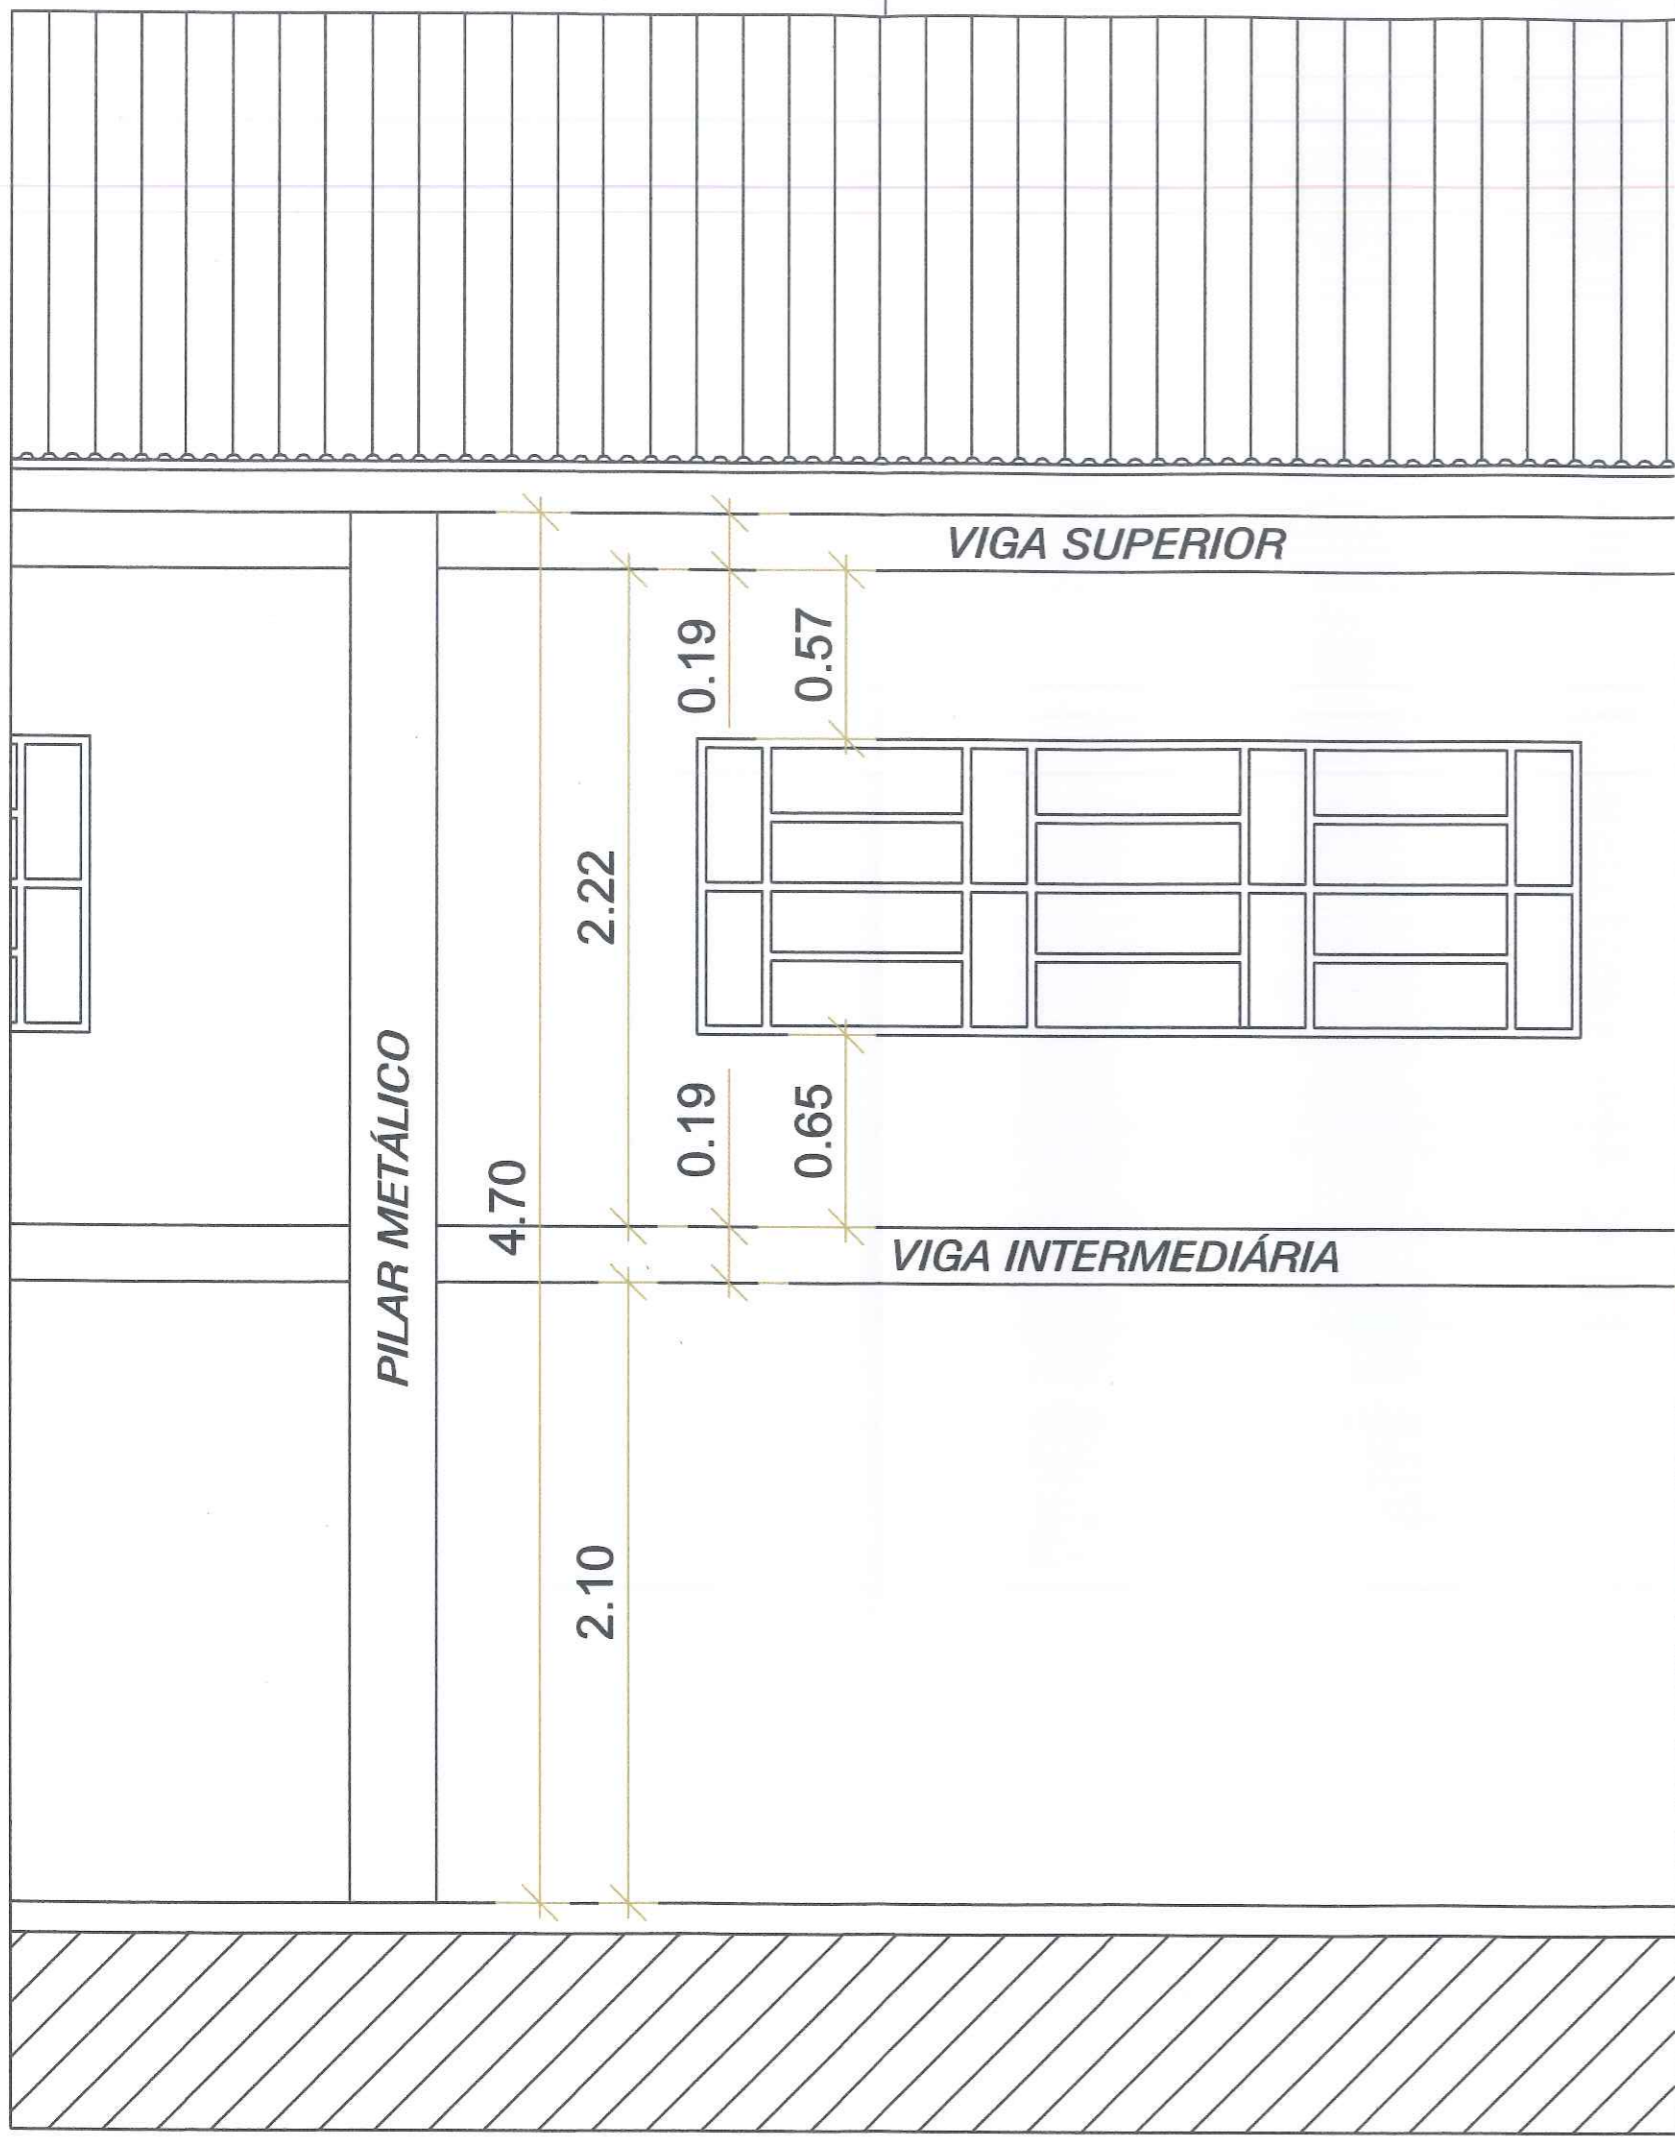 VIGA SUPERIOR
0.19
0.57
2.22
0.19
0.65
4.70
PILAR METÁLICO
VIGA INTERMEDIÁRIA
2.10